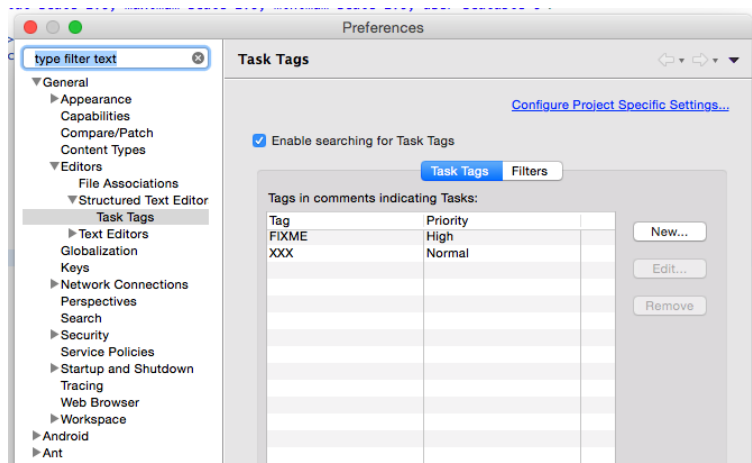 Preferences
type filter text
Task Tags
General
Appearance
Capabilities
Compare/Patch
Content Types
Editors
File Associations
Structured Text Editor
Task Tags
Text Editors
Globalization
Keys
Network Connections
Perspectives
Search
Security
Service Policies
Startup and Shutdown
Tracing
Web Browser
Workspace
Android
Ant
Configure Project Specific Settings...
Enable searching for Task Tags
Task Tags Filters
Tags in comments indicating Tasks:
Tag Priority
FIXME High
XXX Normal
New...
Edit...
Remove